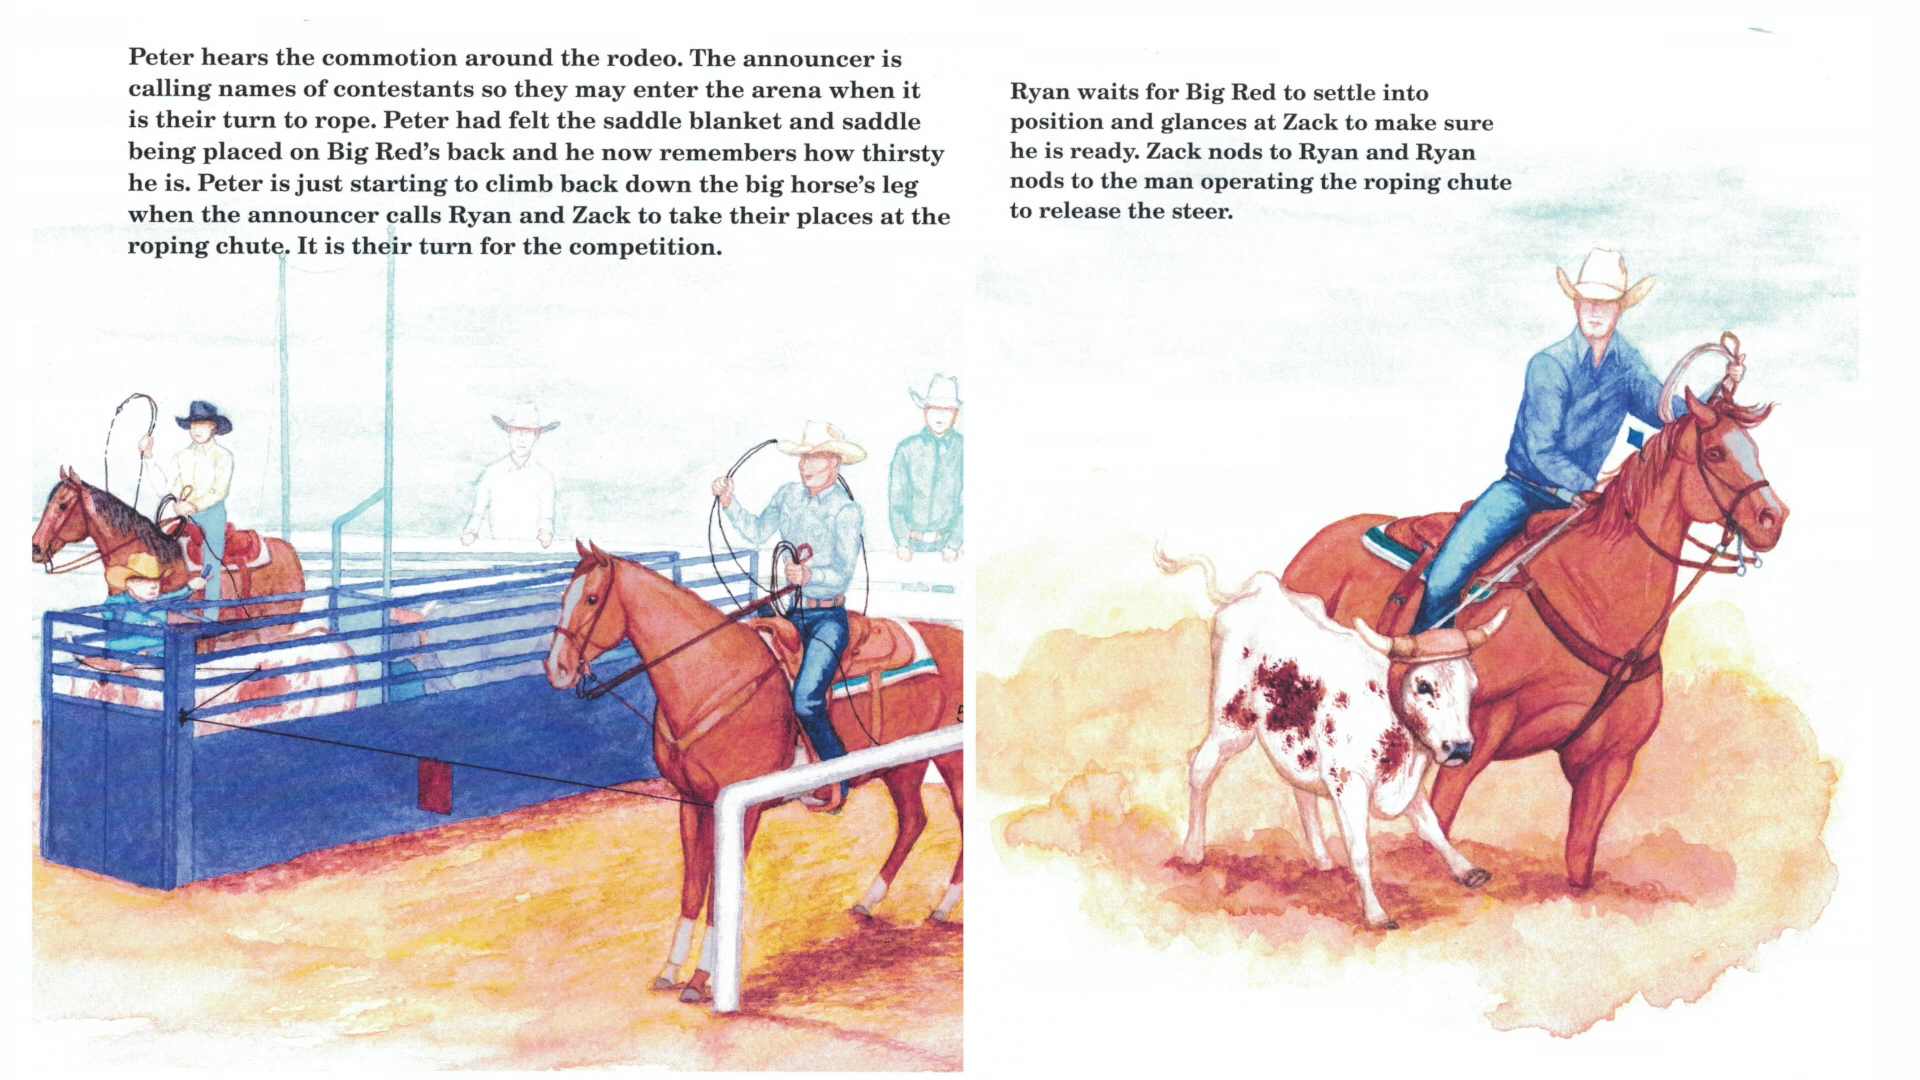 Peter hears the commotion around the rodeo. The announcer is
calling names of contestants so they may enter the arena when it
is their turn to rope. Peter had felt the saddle blanket and saddle
being placed on Big Red's back and he now remembers how thirsty
he is. Peter is just starting to climb back down the big horse's leg
when the announcer calls Ryan and Zack to take their places at the
roping chute. It is their turn for the competition.
Ryan waits for Big Red to settle into
position and glances at Zack to make sure
he is ready. Zack nods to Ryan and Ryan
nods to the man operating the roping chute
to release the steer.